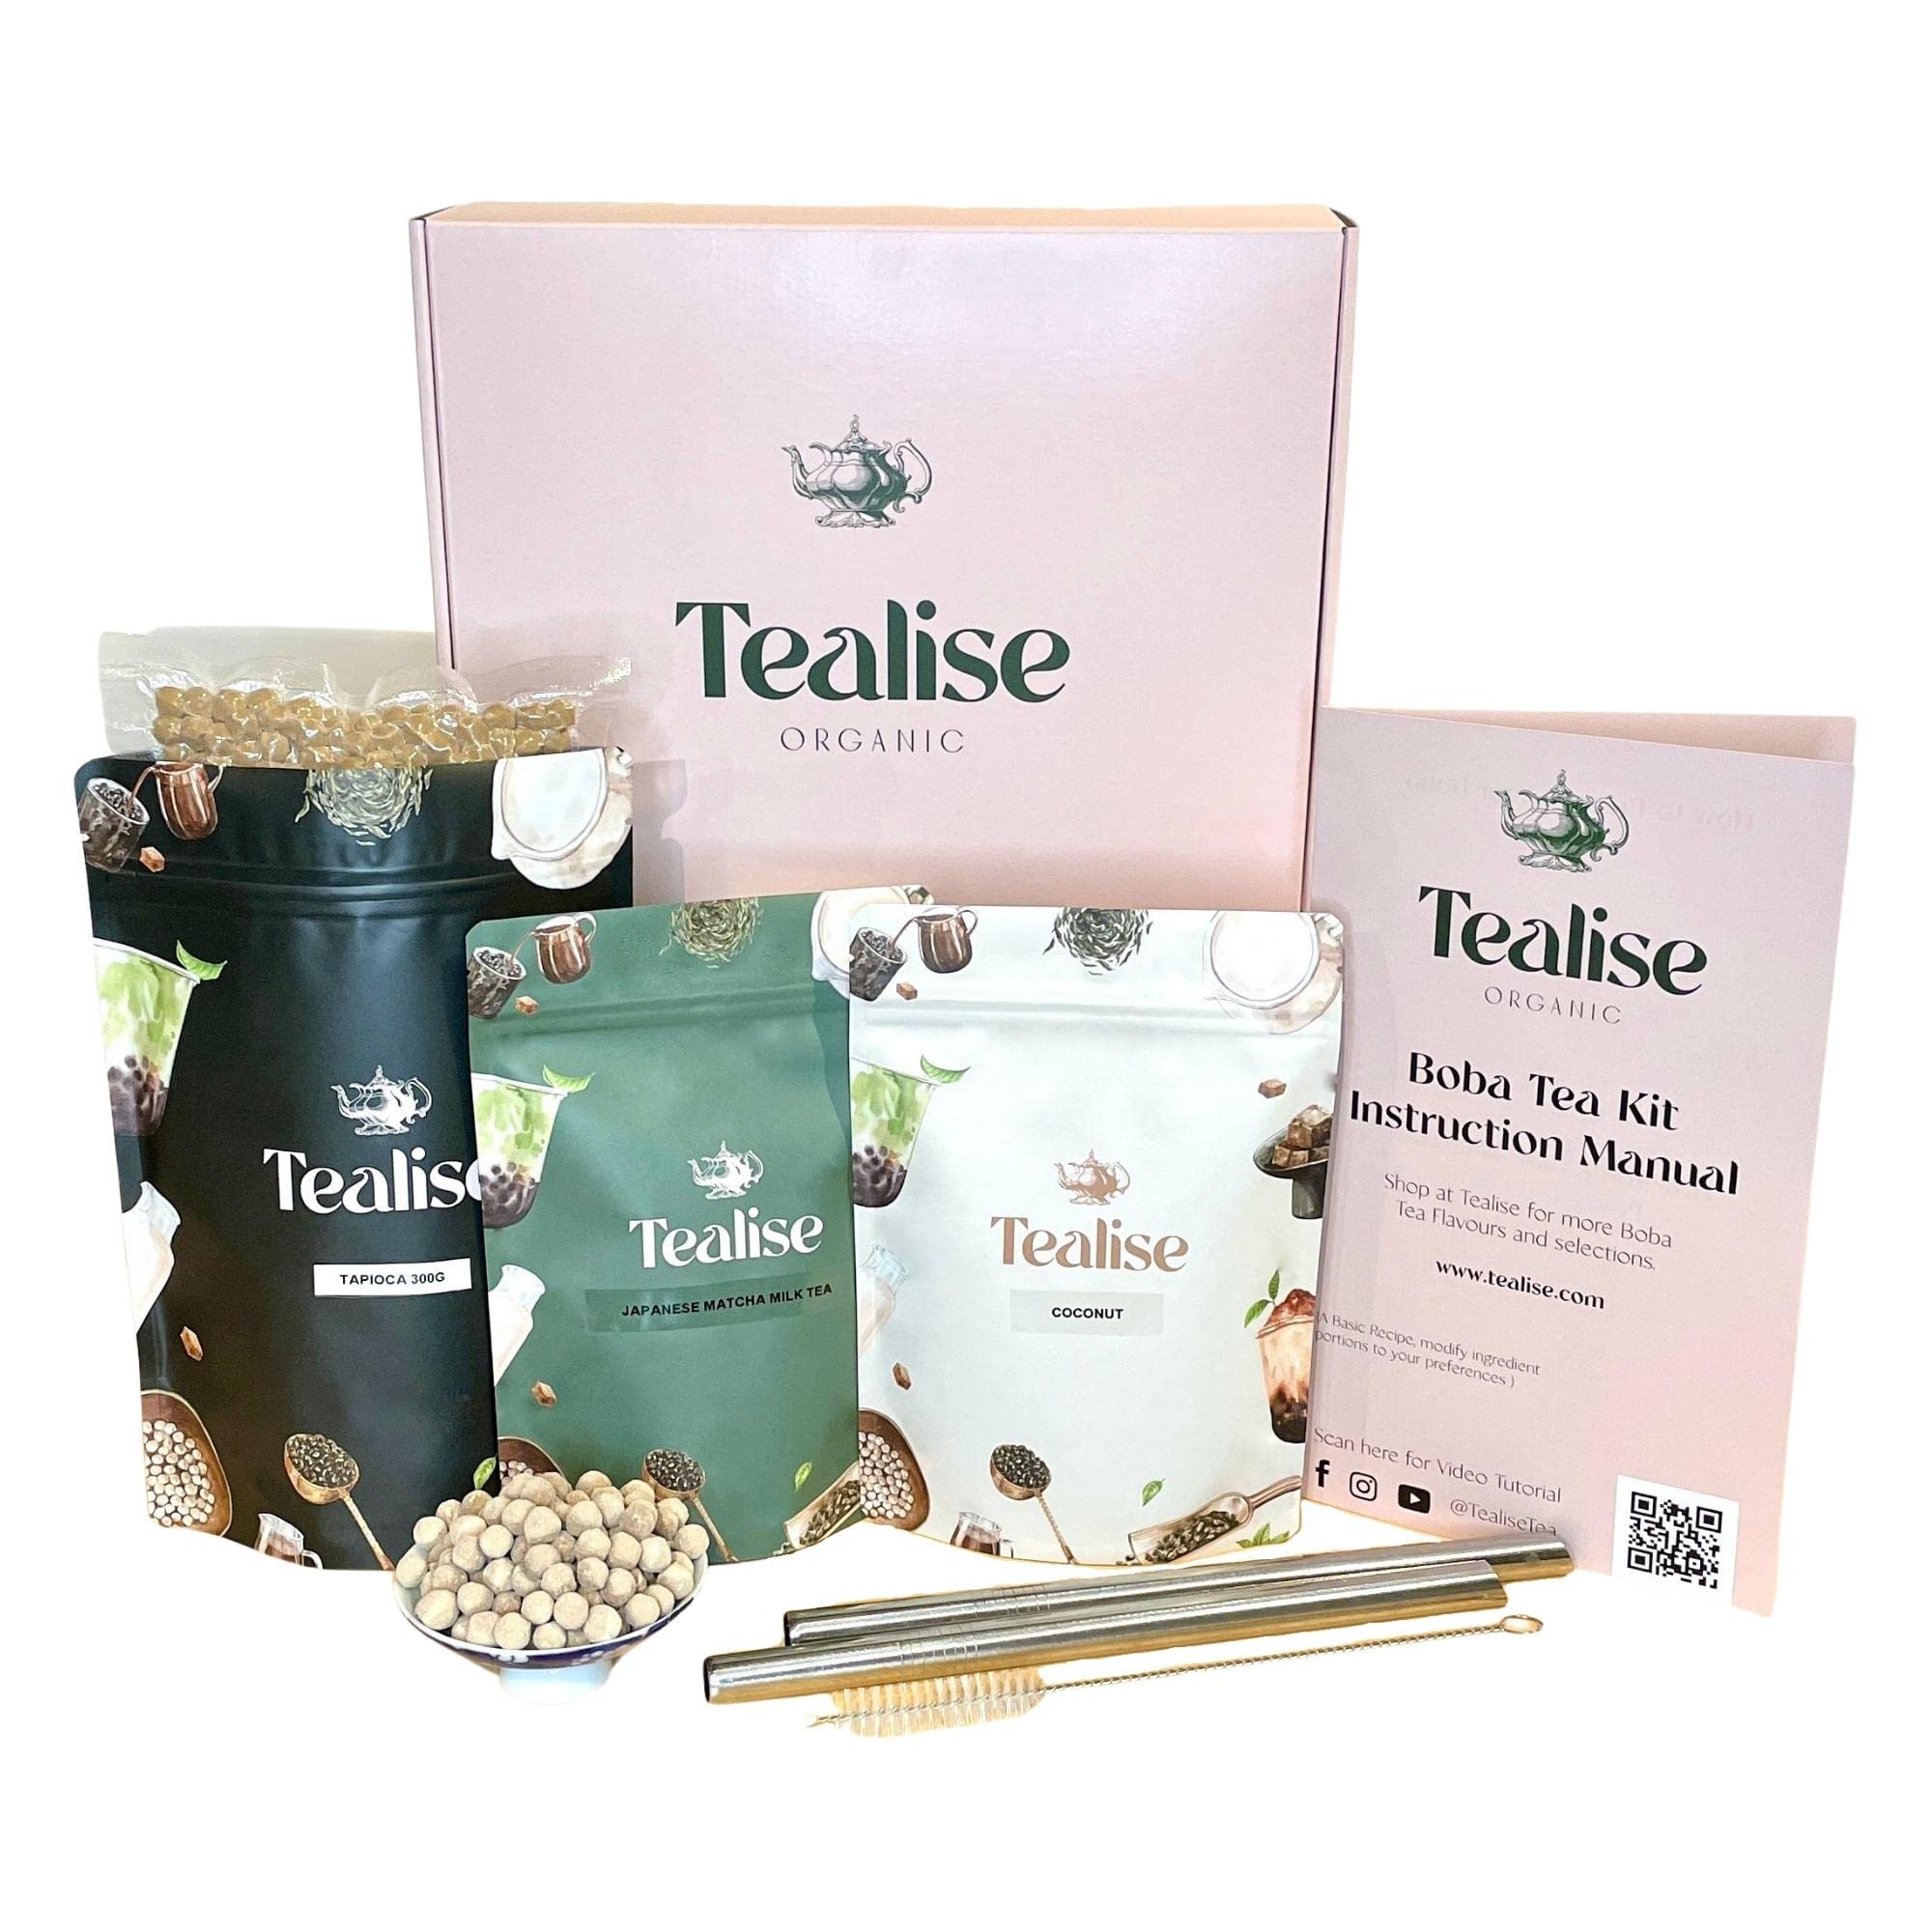 Tealise
ORGANIC
Tealise
TAPIOCA 300G
Tealise
JAPANESE MATCHA MILK TEA
Tealise
COCONUT
Tealise
ORGANIC
Boba Tea Kit
Instruction Manual
Shop at Tealise for more Boba
Tea Flavours and selections.
www.tealise.com
(A Basic Recipe, modify ingredient
portions to your preferences )
Scan here for Video Tutorial
@TealiseTea